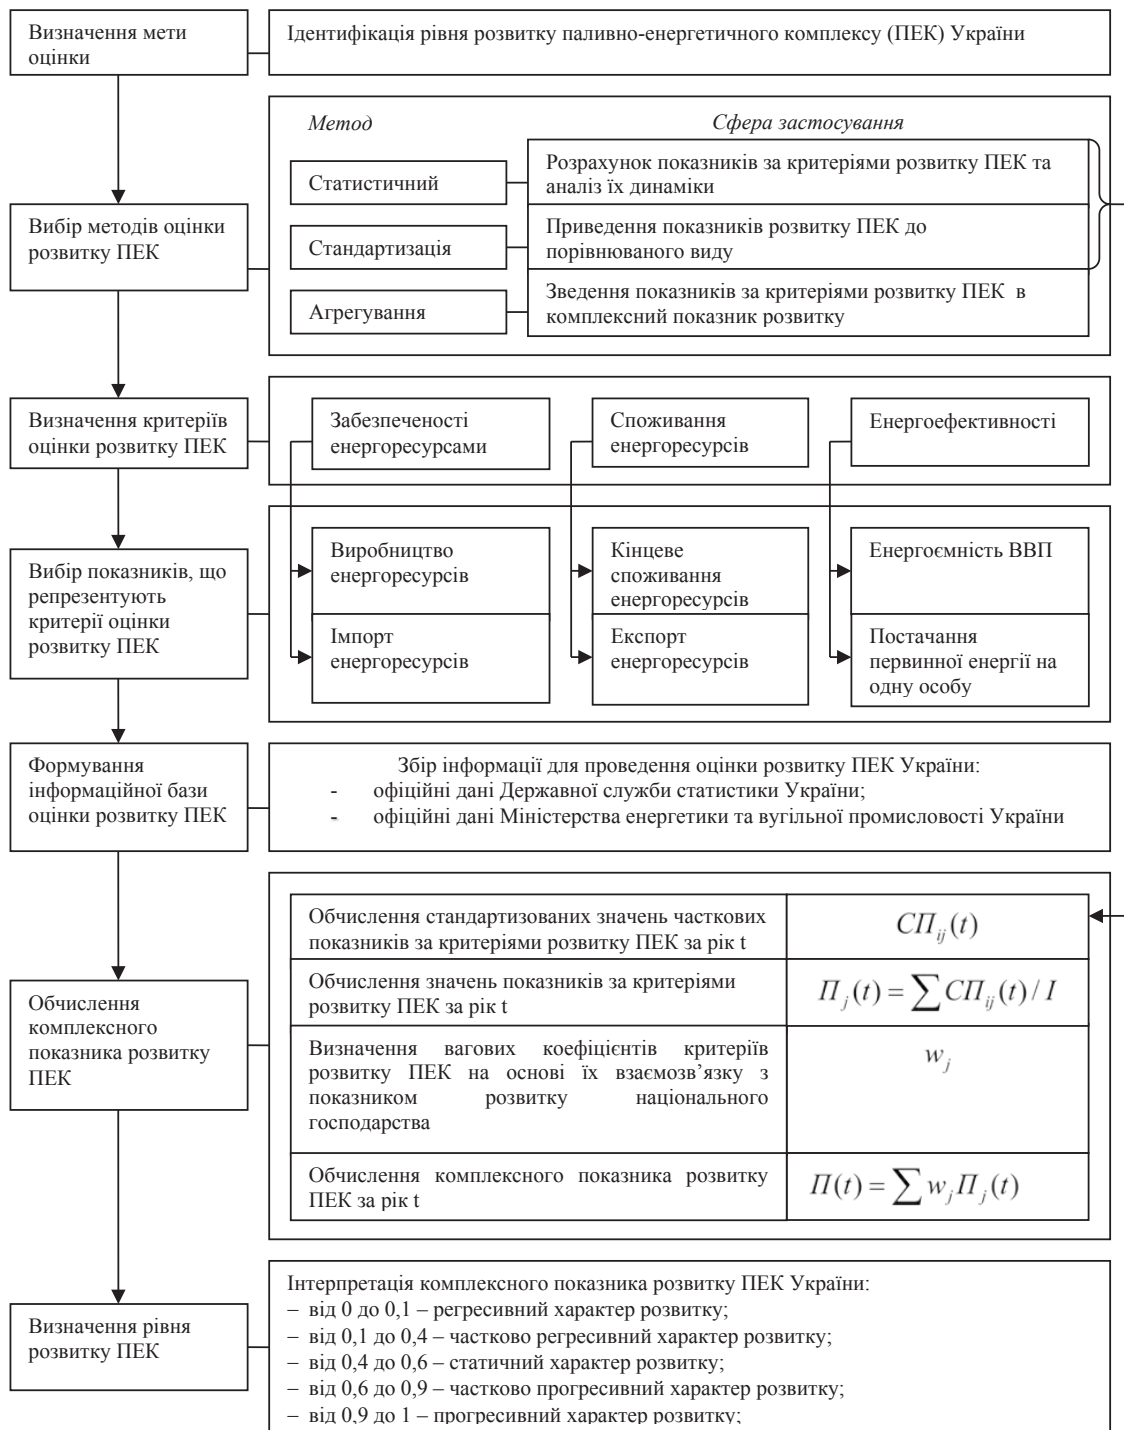 Визначення мети
оцінки
Ідентифікація рівня розвитку паливно-енергетичного комплексу (ПЕК) України
Вибір методів оцінки
розвитку ПЕК
Метод
Сфера застосування
Статистичний
Розрахунок показників за критеріями розвитку ПЕК та
аналіз їх динаміки
Стандартизація
Приведення показників розвитку ПЕК до
порівнюваного виду
Агрегування
Зведення показників за критеріями розвитку ПЕК в
комплексний показник розвитку
Визначення критеріїв
оцінки розвитку ПЕК
Забезпеченості
енергоресурсами
Споживання
енергоресурсів
Енергоефективності
Вибір показників, що
репрезентують
критерії оцінки
розвитку ПЕК
Виробництво
енергоресурсів
Кінцеве
споживання
енергоресурсів
Енергоємність ВВП
Імпорт
енергоресурсів
Експорт
енергоресурсів
Постачання
первинної енергії на
одну особу
Формування
інформаційної бази
оцінки розвитку ПЕК
Збір інформації для проведення оцінки розвитку ПЕК України:
- офіційні дані Державної служби статистики України;
- офіційні дані Міністерства енергетики та вугільної промисловості України
Обчислення
комплексного
показника розвитку
ПЕК
Обчислення стандартизованих значень часткових
показників за критеріями розвитку ПЕК за рік t
СП_ij(t)
Обчислення значень показників за критеріями
розвитку ПЕК за рік t
П_j(t) = ∑ СП_ij(t) / I
Визначення вагових коефіцієнтів критеріїв
розвитку ПЕК на основі їх взаємозв’язку з
показником розвитку національного
господарства
w_j
Обчислення комплексного показника розвитку
ПЕК за рік t
П(t) = ∑ w_j П_j(t)
Визначення рівня
розвитку ПЕК
Інтерпретація комплексного показника розвитку ПЕК України:
– від 0 до 0,1 – регресивний характер розвитку;
– від 0,1 до 0,4 – частково регресивний характер розвитку;
– від 0,4 до 0,6 – статичний характер розвитку;
– від 0,6 до 0,9 – частково прогресивний характер розвитку;
– від 0,9 до 1 – прогресивний характер розвитку;